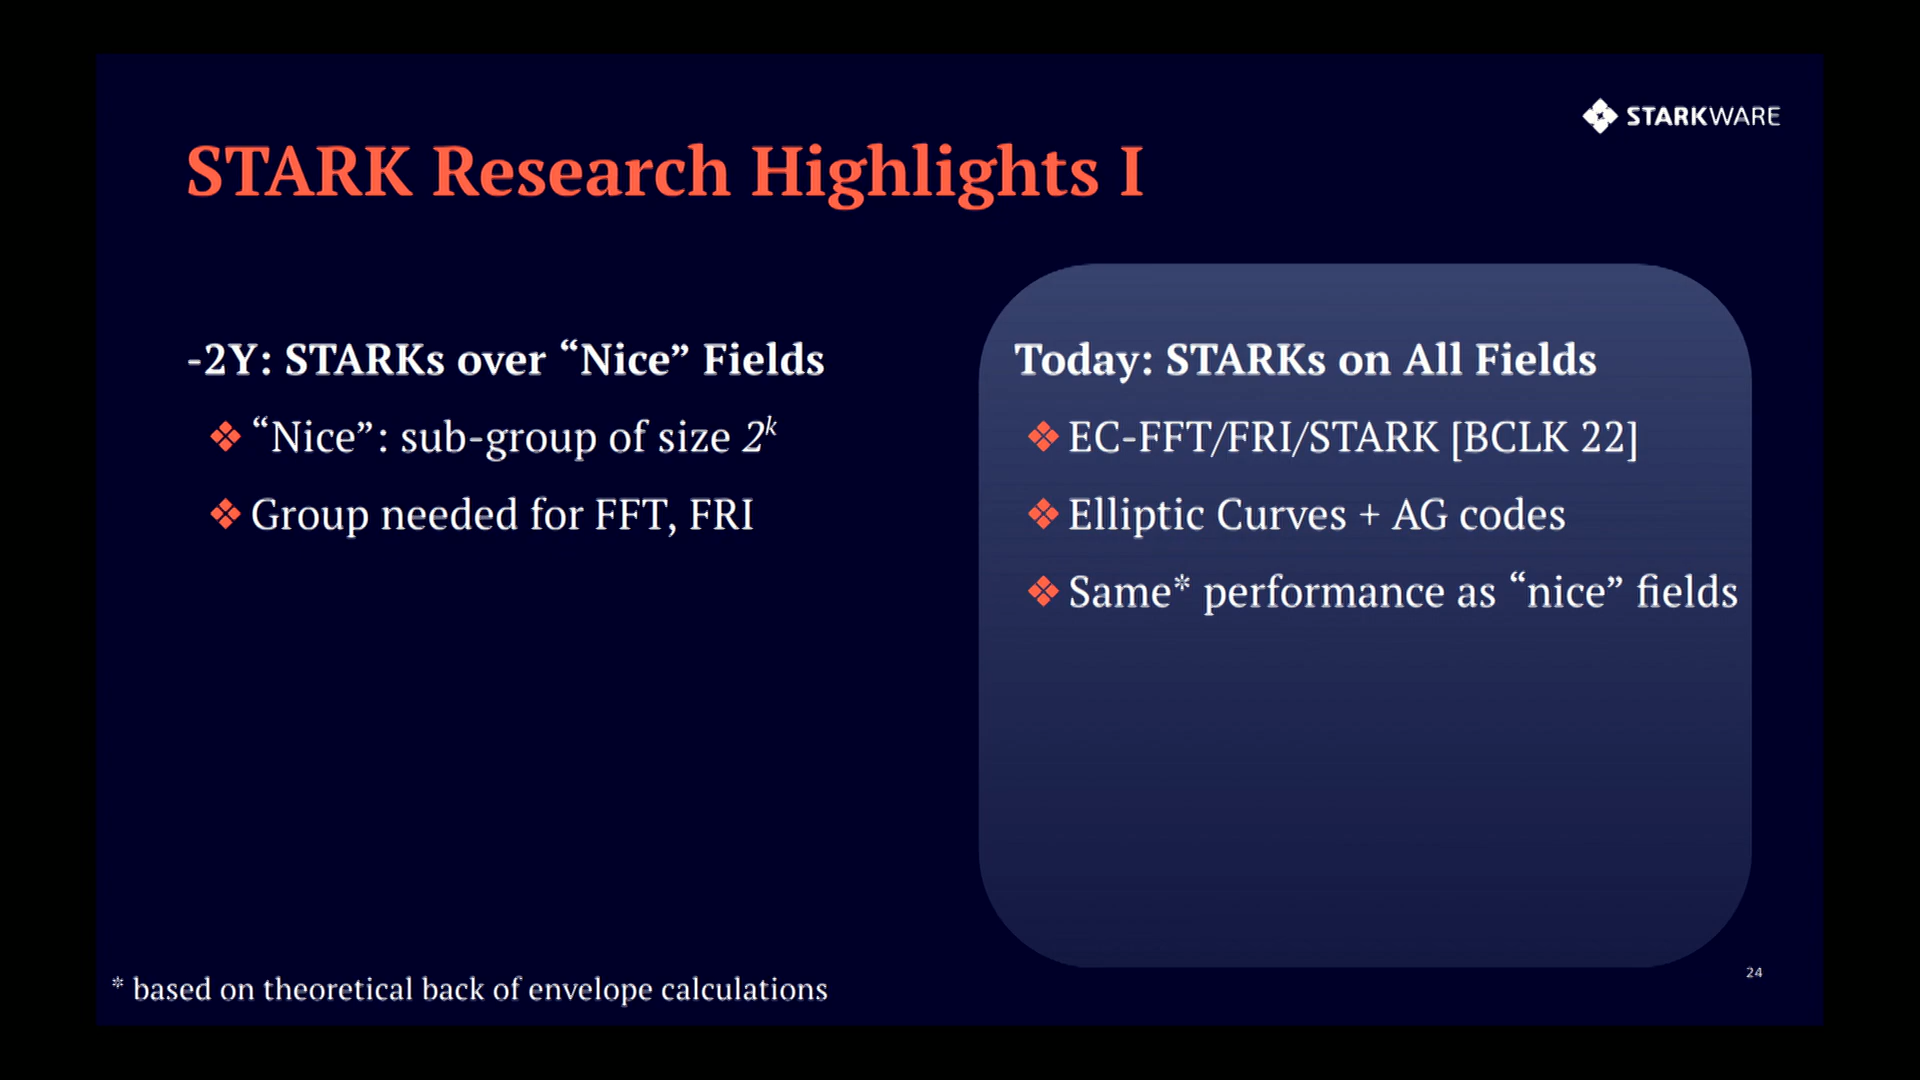 STARKWARE
STARK Research Highlights I
-2Y: STARKs over “Nice” Fields
❖ “Nice”: sub-group of size 2^k
❖ Group needed for FFT, FRI
Today: STARKs on All Fields
❖ EC-FFT/FRI/STARK [BCLK 22]
❖ Elliptic Curves + AG codes
❖ Same* performance as “nice” fields
* based on theoretical back of envelope calculations
24